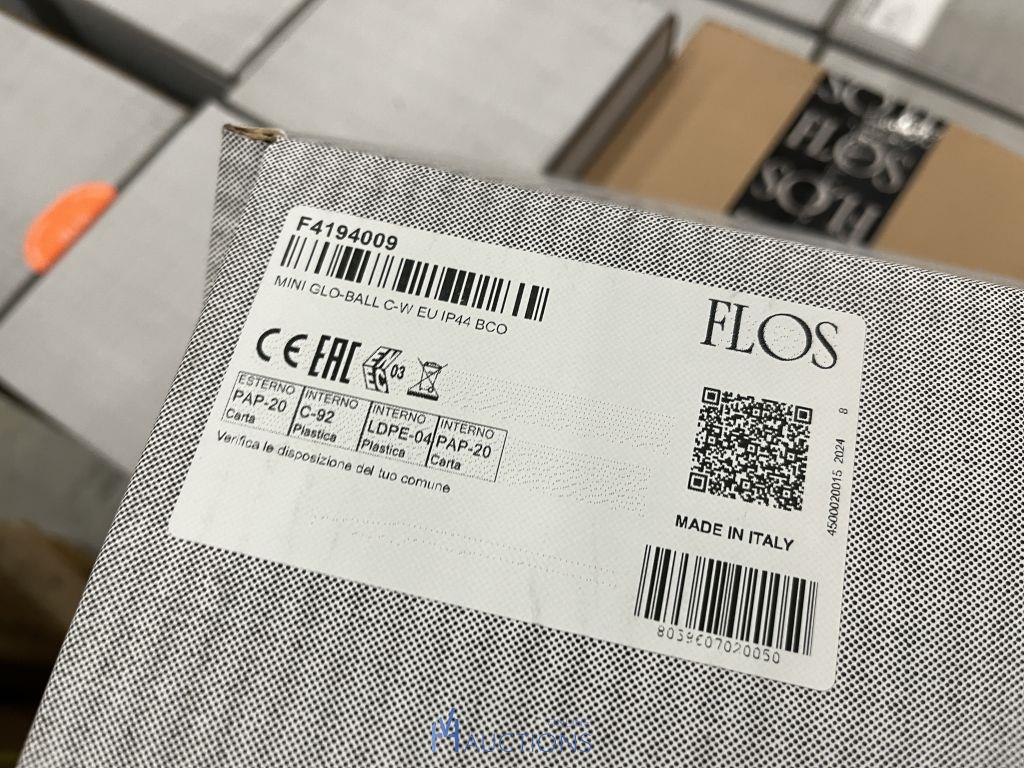 F4194009
MINI GLO-BALL C-W EU IP44 BCO
FLOS
CE EAC 03
ESTERNO
PAP-20
Carta
INTERNO
C-92
Plastica
INTERNO
LDPE-04
Plastica
INTERNO
PAP-20
Carta
Verifica le disposizione del tuo comune
4500020015 2024 8
MADE IN ITALY
8039607020050
FLOS
AUCTIONS